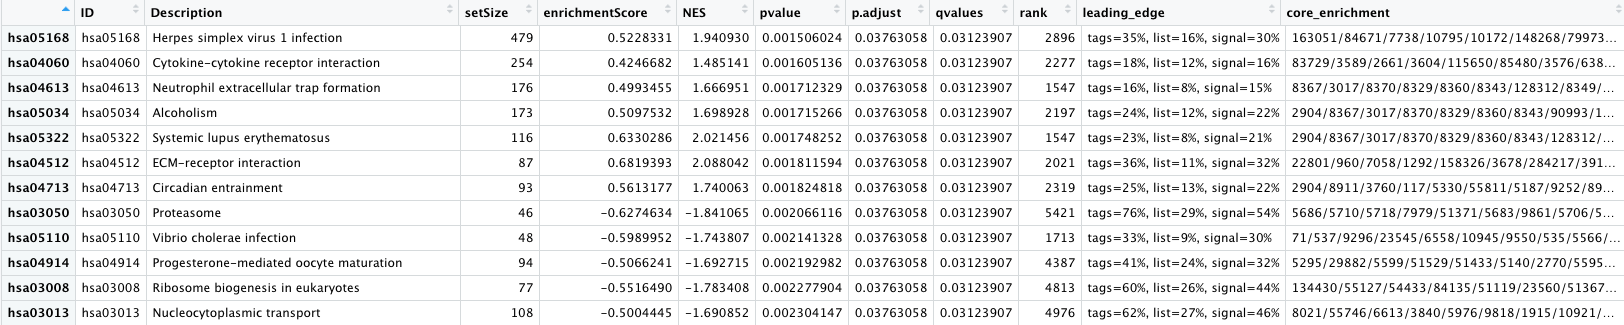 ID Description setSize enrichmentScore NES pvalue p.adjust qvalues rank leading_edge core_enrichment
hsa05168 hsa05168 Herpes simplex virus 1 infection 479 0.5228331 1.940930 0.001506024 0.03763058 0.03123907 2896 tags=35%, list=16%, signal=30% 163051/84671/7738/10795/10172/148268/79973...
hsa04060 hsa04060 Cytokine-cytokine receptor interaction 254 0.4246682 1.485141 0.001605136 0.03763058 0.03123907 2277 tags=18%, list=12%, signal=16% 83729/3589/2661/3604/115650/85480/3576/638...
hsa04613 hsa04613 Neutrophil extracellular trap formation 176 0.4993455 1.666951 0.001712329 0.03763058 0.03123907 1547 tags=16%, list=8%, signal=15% 8367/3017/8370/8329/8360/8343/128312/8349/...
hsa05034 hsa05034 Alcoholism 173 0.5097532 1.698928 0.001715266 0.03763058 0.03123907 2197 tags=24%, list=12%, signal=22% 2904/8367/3017/8370/8329/8360/8343/90993/1...
hsa05322 hsa05322 Systemic lupus erythematosus 116 0.6330286 2.021456 0.001748252 0.03763058 0.03123907 1547 tags=23%, list=8%, signal=21% 8367/3017/8370/8329/8360/8343/128312/...
hsa04512 hsa04512 ECM-receptor interaction 87 0.6819393 2.088042 0.001811594 0.03763058 0.03123907 2021 tags=36%, list=11%, signal=32% 22801/960/7058/1292/158326/3678/284217/391...
hsa04713 hsa04713 Circadian entrainment 93 0.5613177 1.740063 0.001824818 0.03763058 0.03123907 2319 tags=25%, list=13%, signal=22% 2904/8911/3760/117/5330/55811/5187/9252/89...
hsa03050 hsa03050 Proteasome 46 -0.6274634 -1.841065 0.002066116 0.03763058 0.03123907 5421 tags=76%, list=29%, signal=54% 5686/5710/5718/7979/51371/5683/9861/5706/5...
hsa05110 hsa05110 Vibrio cholerae infection 48 -0.5989952 -1.743807 0.002141328 0.03763058 0.03123907 1713 tags=33%, list=9%, signal=30% 71/537/9296/23545/6558/10945/9550/535/5566/...
hsa04914 hsa04914 Progesterone-mediated oocyte maturation 94 -0.5066241 -1.692715 0.002192982 0.03763058 0.03123907 4387 tags=41%, list=24%, signal=32% 5295/29882/5599/51529/51433/5140/2770/5595...
hsa03008 hsa03008 Ribosome biogenesis in eukaryotes 77 -0.5516490 -1.783408 0.002277904 0.03763058 0.03123907 4813 tags=60%, list=26%, signal=44% 134430/55127/54433/84135/51119/23560/51367...
hsa03013 hsa03013 Nucleocytoplasmic transport 108 -0.5004445 -1.690852 0.002304147 0.03763058 0.03123907 4976 tags=62%, list=27%, signal=46% 8021/55746/6613/3840/5976/9818/1915/10921/...